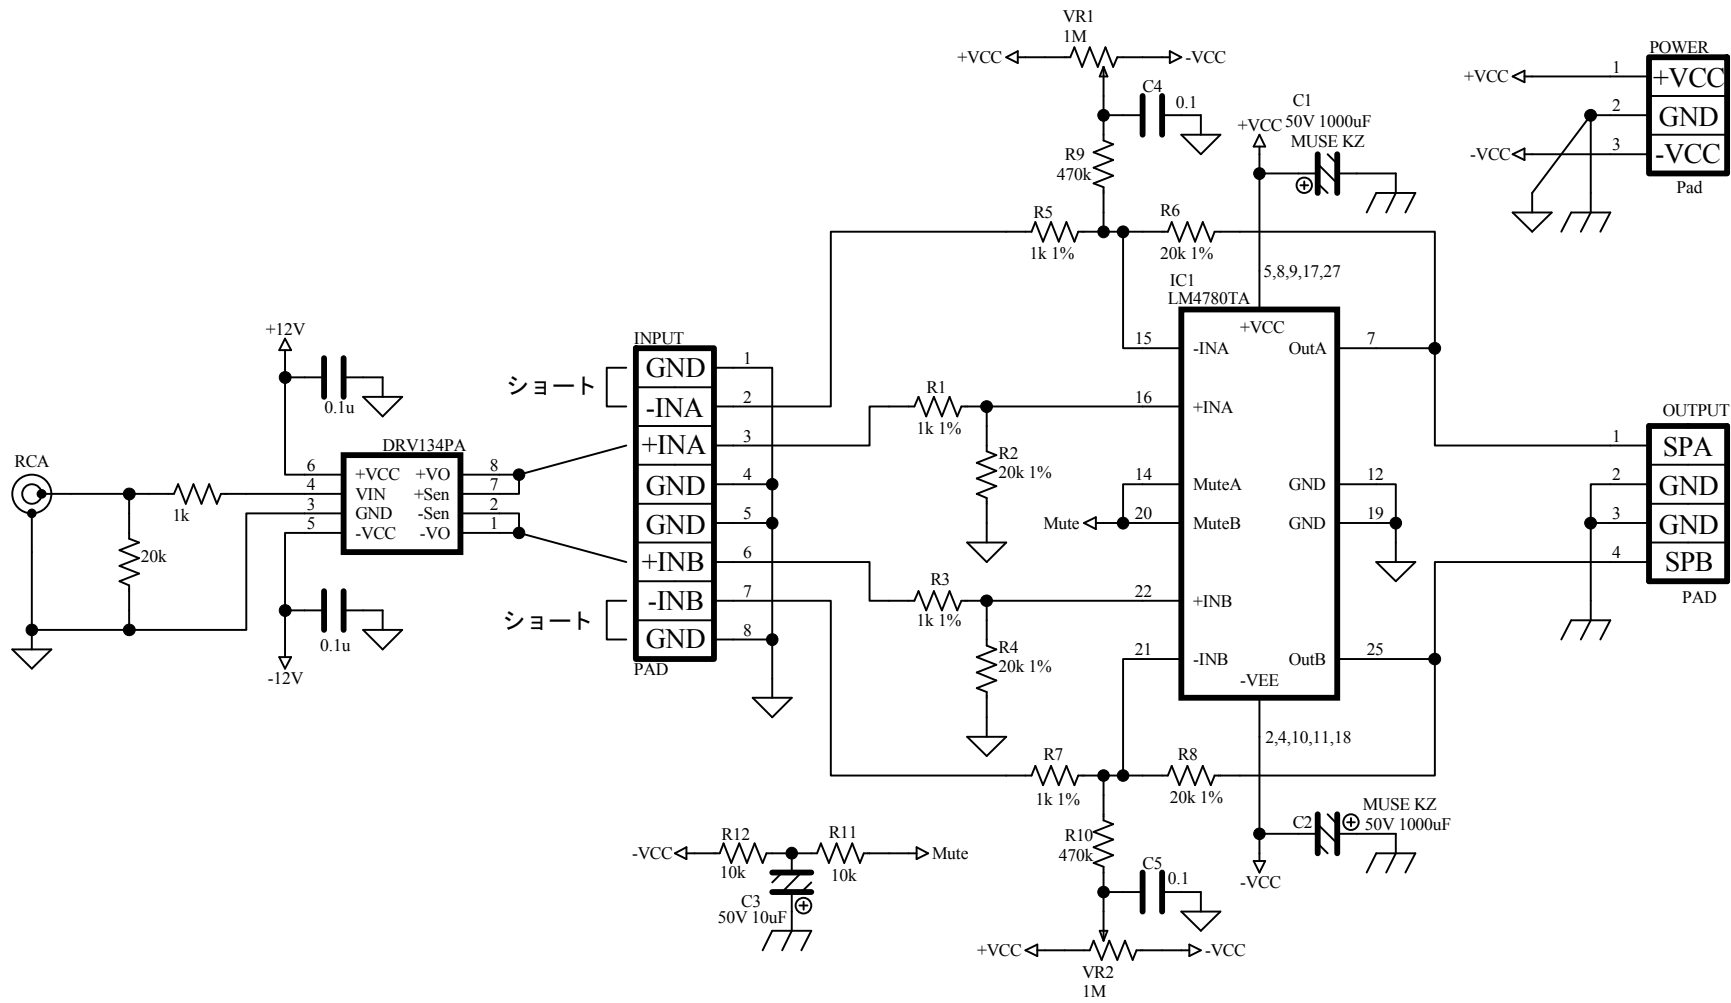 VR1
1M
+VCC
-VCC
C4
0.1
R9
470k
C1
50V 1000uF
MUSE KZ
+VCC
POWER
+VCC
1
+VCC
2
GND
-VCC
3
-VCC
Pad
R5
1k 1%
R6
20k 1%
5,8,9,17,27
IC1
LM4780TA
+VCC
15
-INA
OutA
7
16
+INA
14
MuteA
GND
12
Mute
20
MuteB
GND
19
22
+INB
21
-INB
OutB
25
-VEE
2,4,10,11,18
+12V
0.1u
RCA
1k
20k
DRV134PA
6
+VCC
+VO
8
4
VIN
+Sen
7
3
GND
-Sen
2
5
-VCC
-VO
1
0.1u
-12V
INPUT
ショート
GND
1
-INA
2
+INA
3
GND
4
GND
5
+INB
6
ショート
-INB
7
GND
8
PAD
R1
1k 1%
R2
20k 1%
R3
1k 1%
R4
20k 1%
OUTPUT
1
SPA
2
GND
3
GND
4
SPB
PAD
R7
1k 1%
R8
20k 1%
R10
470k
C5
0.1
C2
MUSE KZ
50V 1000uF
-VCC
-VCC
R12
10k
R11
10k
Mute
C3
50V 10uF
+VCC
-VCC
VR2
1M